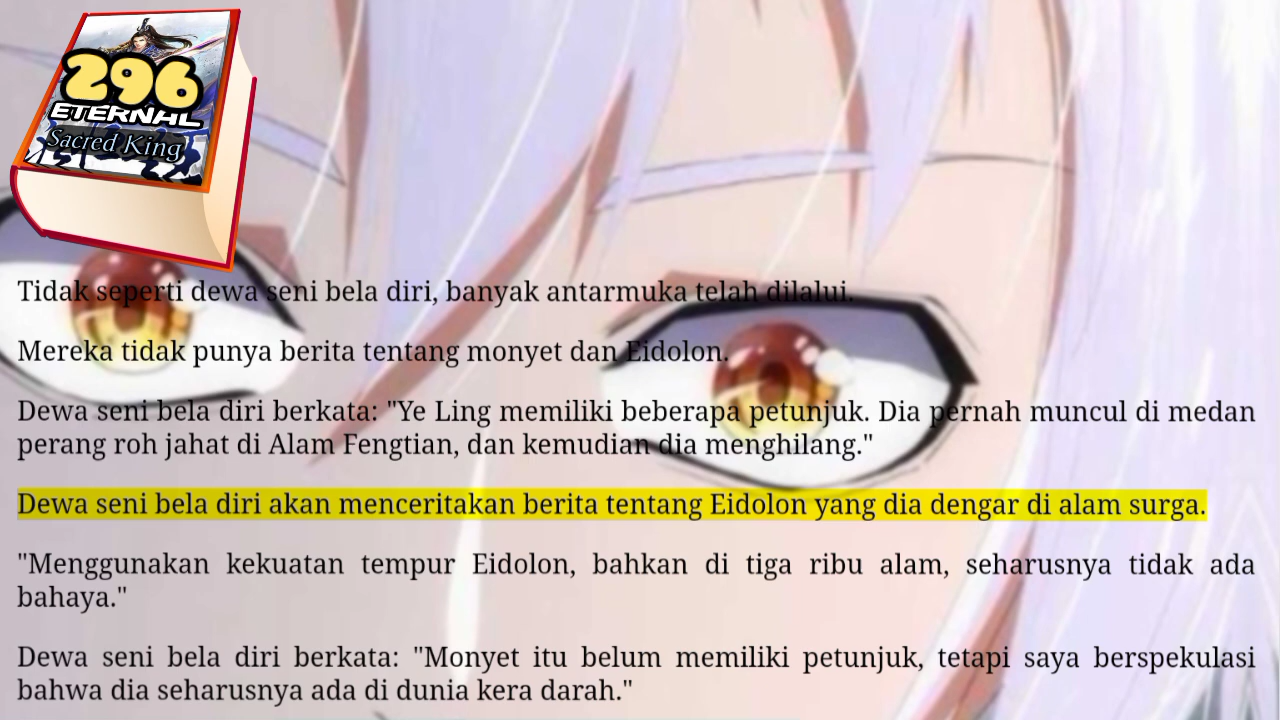 296
ETERNAL
Sacred King
Tidak seperti dewa seni bela diri, banyak antarmuka telah dilalui.
Mereka tidak punya berita tentang monyet dan Eidolon.
Dewa seni bela diri berkata: "Ye Ling memiliki beberapa petunjuk. Dia pernah muncul di medan
perang roh jahat di Alam Fengtian, dan kemudian dia menghilang."
Dewa seni bela diri akan menceritakan berita tentang Eidolon yang dia dengar di alam surga.
"Menggunakan kekuatan tempur Eidolon, bahkan di tiga ribu alam, seharusnya tidak ada
bahaya."
Dewa seni bela diri berkata: "Monyet itu belum memiliki petunjuk, tetapi saya berspekulasi
bahwa dia seharusnya ada di dunia kera darah."